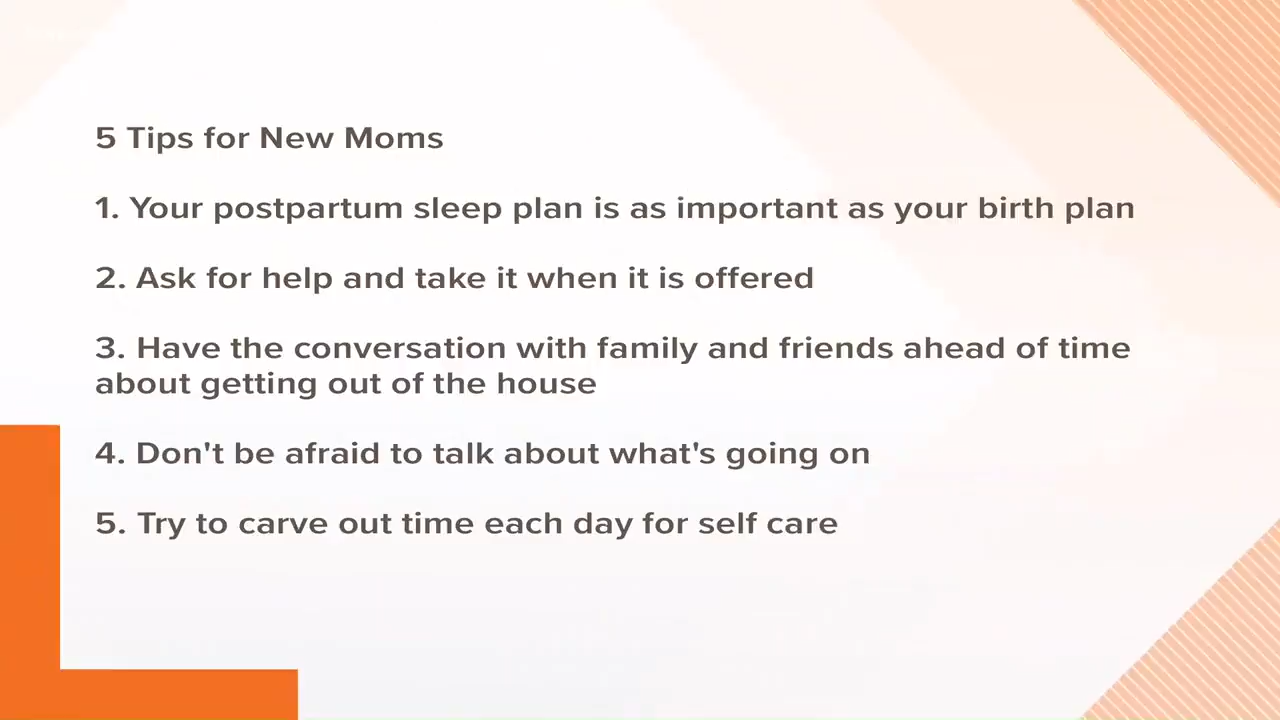 5 Tips for New Moms
1. Your postpartum sleep plan is as important as your birth plan
2. Ask for help and take it when it is offered
3. Have the conversation with family and friends ahead of time
about getting out of the house
4. Don't be afraid to talk about what's going on
5. Try to carve out time each day for self care